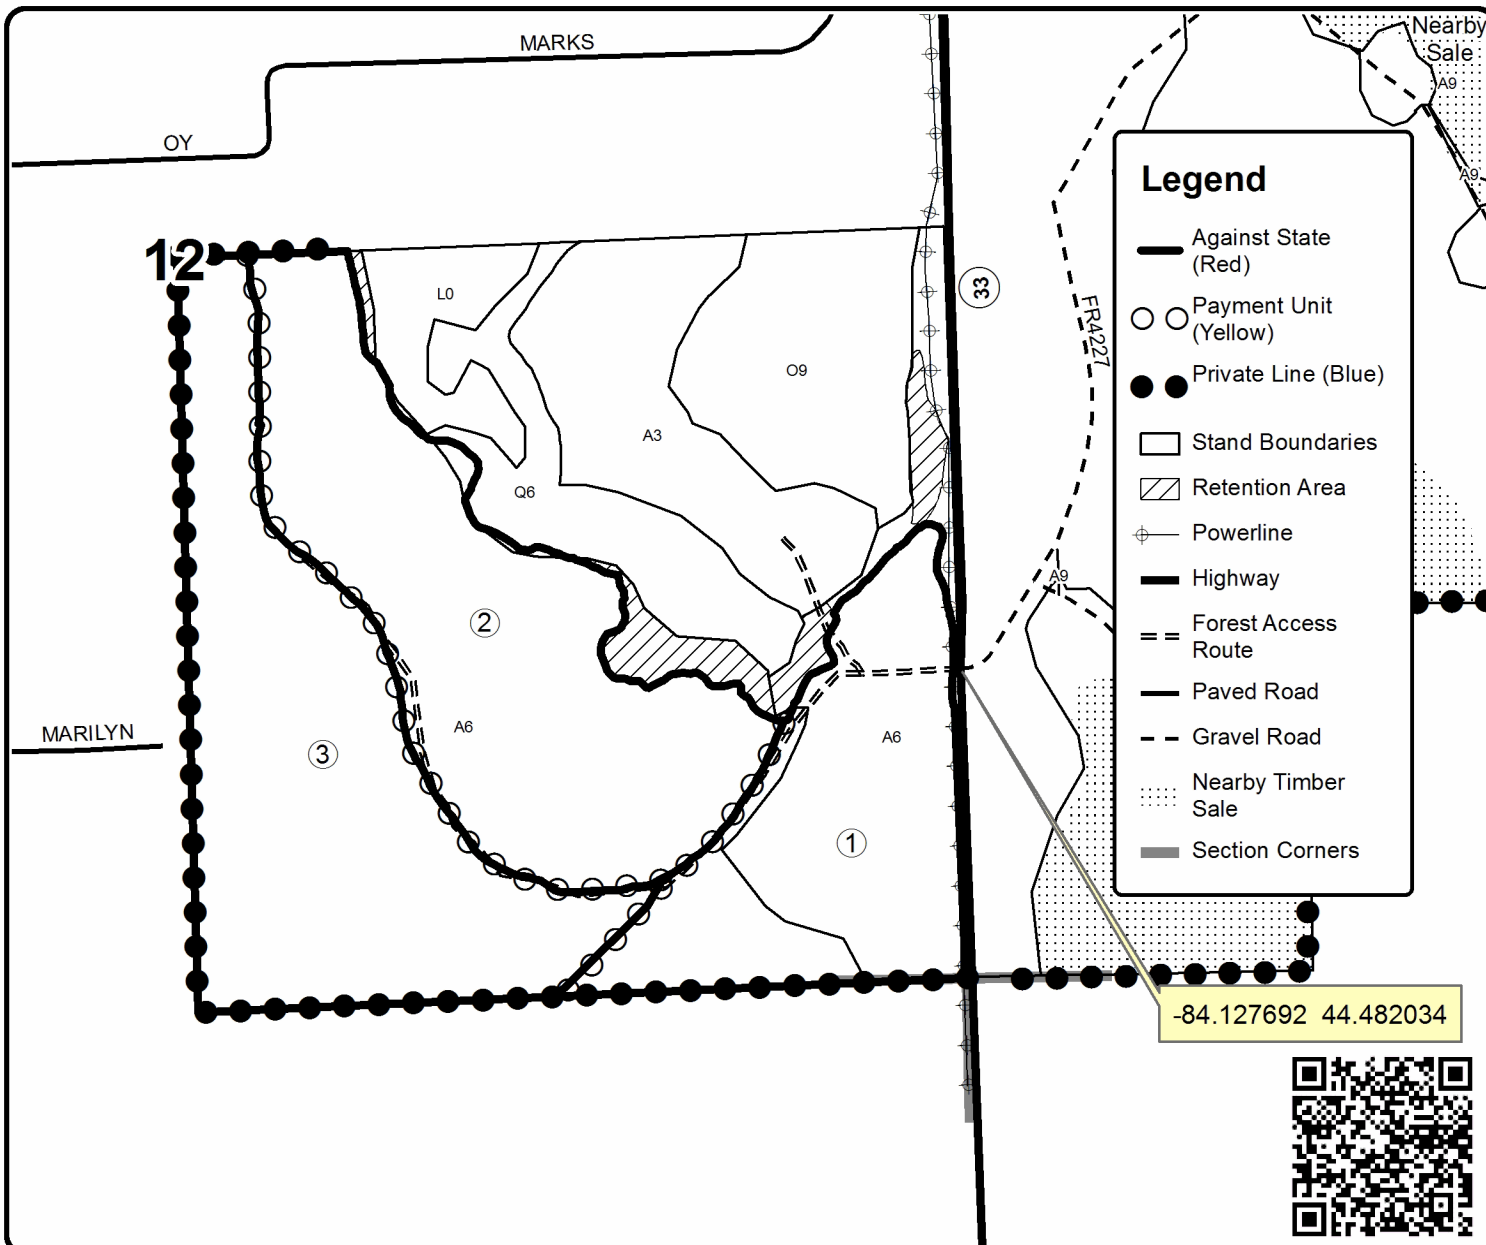 MARKS
Nearby
Sale
A9
OY
A9
Legend
12
Against State
(Red)
33
L0
Payment Unit
(Yellow)
FR4227
O9
Private Line (Blue)
A3
Stand Boundaries
Q6
Retention Area
Powerline
A9
Highway
2
Forest Access
Route
Paved Road
A6
MARILYN
A6
Gravel Road
3
Nearby Timber
Sale
1
Section Corners
-84.127692 44.482034